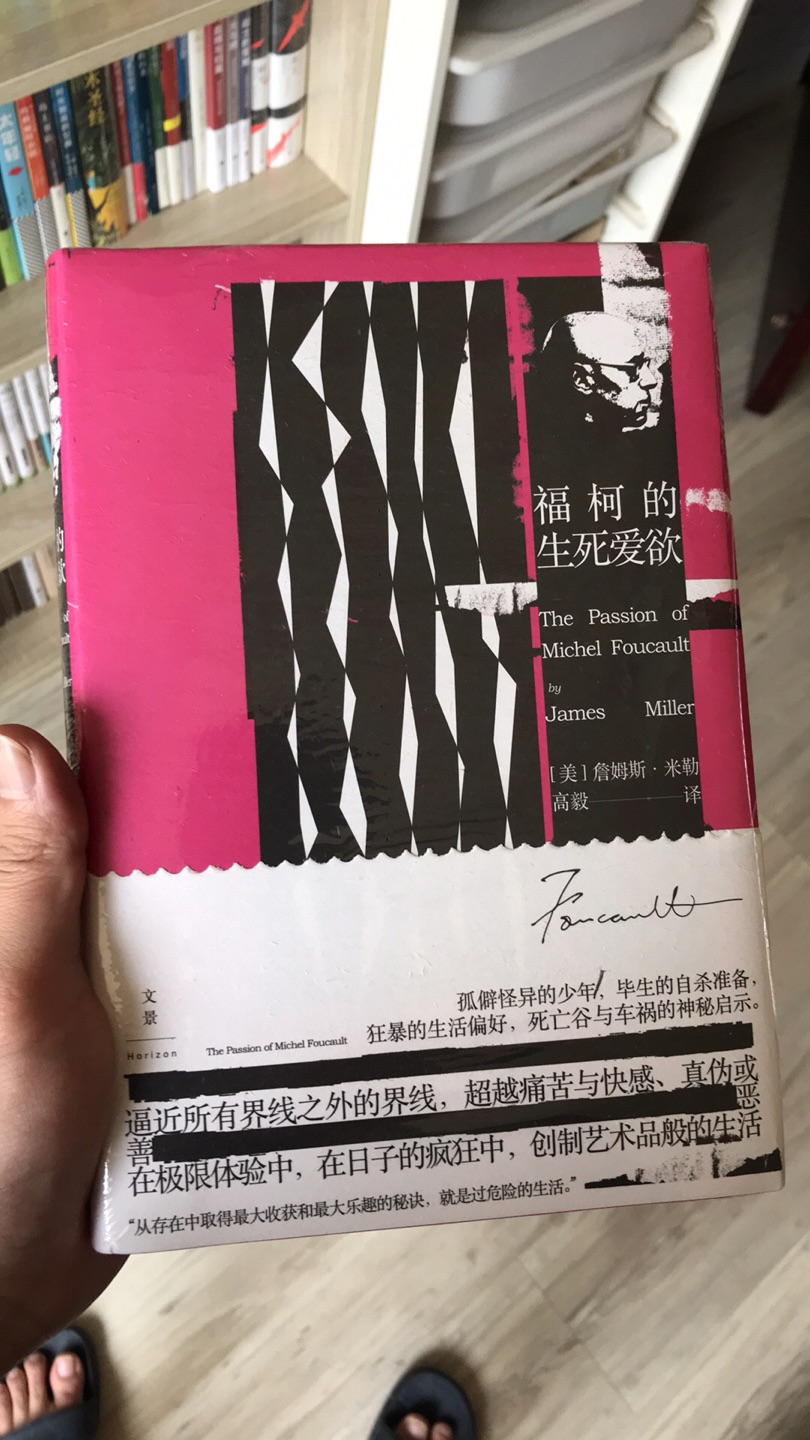 福柯的
生死爱欲
The Passion of
Michel Foucault
by
James Miller
[美]詹姆斯·米勒
高毅——译
Foucault
文
景
Horizon
The Passion of Michel Foucault
孤僻怪异的少年，毕生的自杀准备，
狂暴的生活偏好，死亡谷与车祸的神秘启示。
逼近所有界线之外的界线，超越痛苦与快感、真伪或
善恶
在极限体验中，在日子的疯狂中，创制艺术品般的生活
“从存在中取得最大收获和最大乐趣的秘诀，就是过危险的生活。”
的
欲